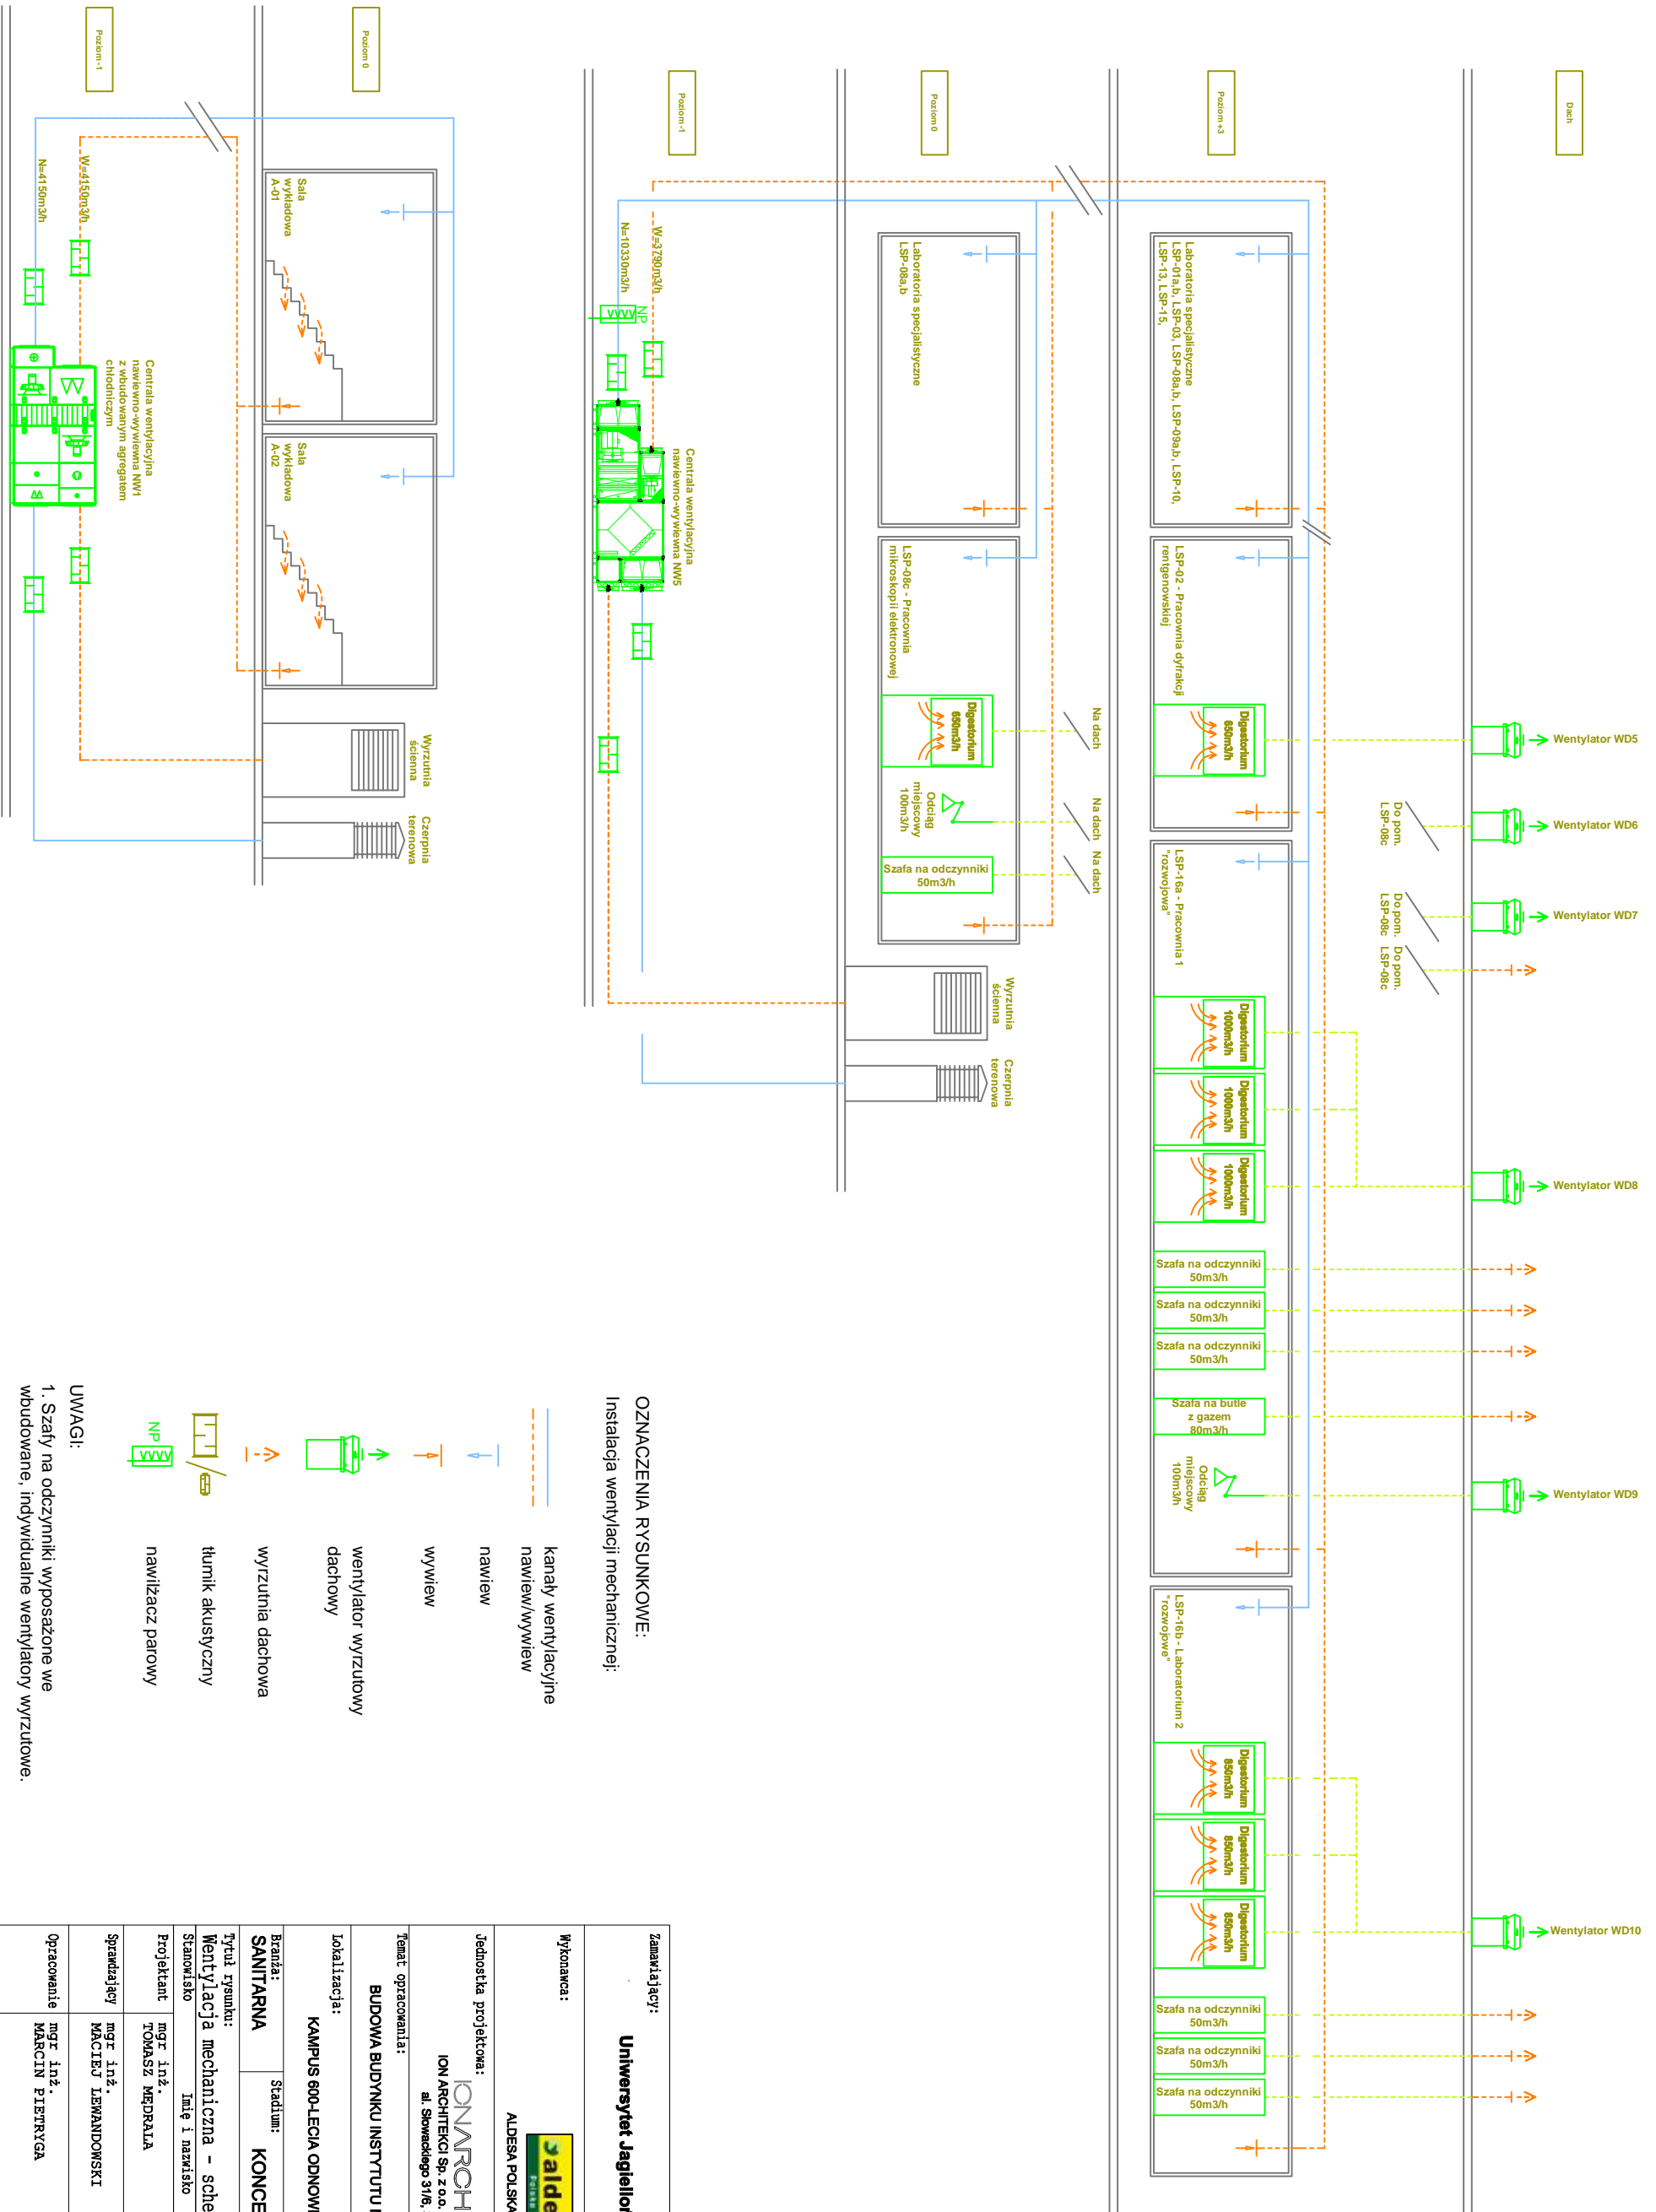 Dach
Wentylator WD5
Wentylator WD6
Wentylator WD7
Wentylator WD8
Wentylator WD9
Wentylator WD10
Do pom.
LSP-08c
Do pom.
LSP-08c
Do pom.
LSP-08c
Poziom +3
Laboratoria specjalistyczne
LSP-01a,b, LSP-03, LSP-08a,b, LSP-09a,b, LSP-10,
LSP-13, LSP-15,
LSP-02 - Pracownia dyfrakcji
rentgenowskiej
Digestorium
650m3/h
LSP-16a - Pracownia 1
"rozwojowa"
Digestorium
1000m3/h
Digestorium
1000m3/h
Digestorium
1000m3/h
Szafa na odczynniki
50m3/h
Szafa na odczynniki
50m3/h
Szafa na odczynniki
50m3/h
Szafa na butle
z gazem
80m3/h
Odciąg
miejscowy
100m3/h
LSP-16b - Laboratorium 2
"rozwojowe"
Digestorium
850m3/h
Digestorium
850m3/h
Digestorium
850m3/h
Szafa na odczynniki
50m3/h
Szafa na odczynniki
50m3/h
Szafa na odczynniki
50m3/h
Poziom 0
Laboratoria specjalistyczne
LSP-08a,b
LSP-08c - Pracownia
mikroskopii elektronowej
Digestorium
650m3/h
Odciąg
miejscowy
100m3/h
Szafa na odczynniki
50m3/h
Na dach
Na dach
Na dach
Wyrzutnia
ścienna
Czerpnia
terenowa
Poziom -1
W=3790m3/h
N=10330m3/h
NP
Centrala wentylacyjna
nawiewno-wywiewna NW5
Poziom 0
Sala
wykładowa
A-01
Sala
wykładowa
A-02
Wyrzutnia
ścienna
Czerpnia
terenowa
Poziom -1
W=4150m3/h
N=4150m3/h
Centrala wentylacyjna
nawiewno-wywiewna NW1
z wbudowanym agregatem
chłodniczym
OZNACZENIA RYSUNKOWE:
Instalacja wentylacji mechanicznej:
kanały wentylacyjne
nawiew/wywiew
nawiew
wywiew
wentylator wyrzutowy
dachowy
wyrzutnia dachowa
tłumik akustyczny
NP
nawilżacz parowy
UWAGI:
1. Szafy na odczynniki wyposażone we
wbudowane, indywidualne wentylatory wyrzutowe.
Zamawiający:
Uniwersytet
Wykonawca:
Polska
ALDESA POLSKA
Jednostka projektowa:
ION ARCHITEKCI Sp. z o.o.
al. Słowackiego 31/6,
Temat opracowania:
BUDOWA BUDYNKU INSTYTUTU
Lokalizacja:
KAMPUS 600-LECIA
Branża:
SANITARNA
Stadium:
Tytuł rysunku:
Wentylacja mechaniczna -
Stanowisko
Imię i nazwisko
Projektant
mgr inż.
TOMASZ MĘDRALA
Sprawdzający
mgr inż.
MACIEJ LEWANDOWSKI
Opracowanie
mgr inż.
MARCIN PIETRYGA